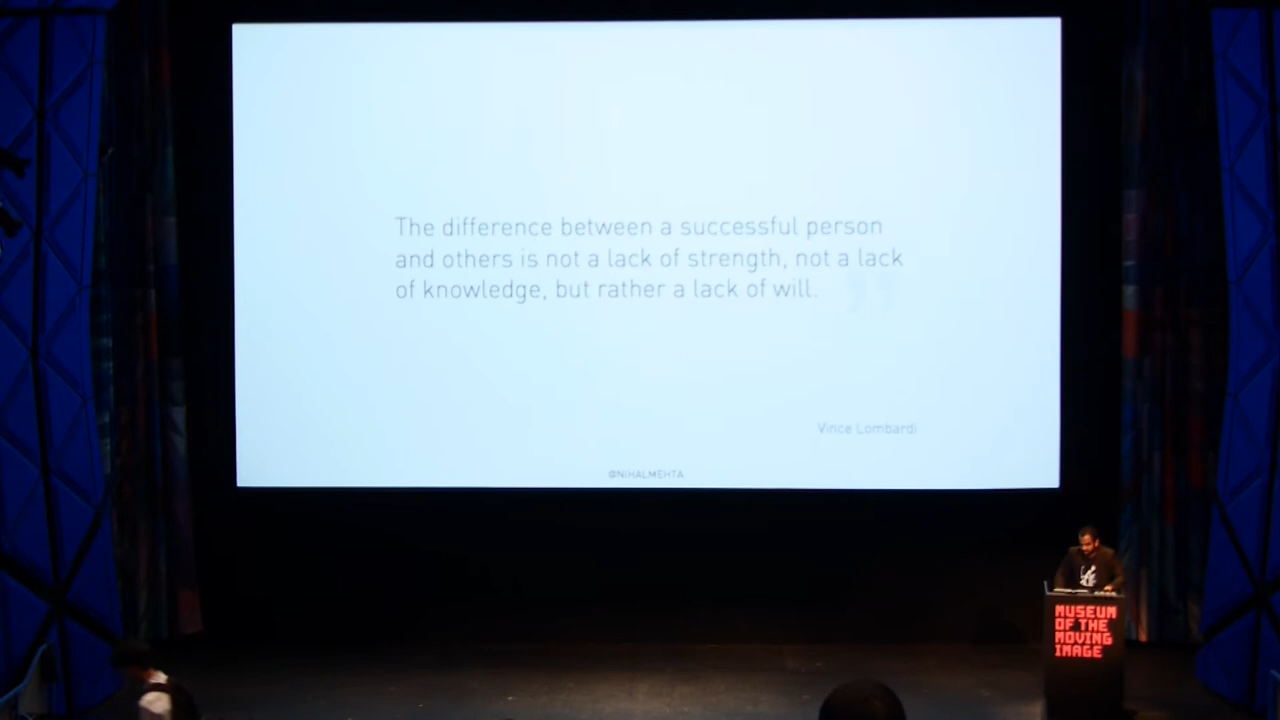 The difference between a successful person
and others is not a lack of strength, not a lack
of knowledge, but rather a lack of will.
”
Vince Lombardi
@NIHALMEHTA
MUSEUM
OF THE
MOVING
IMAGE